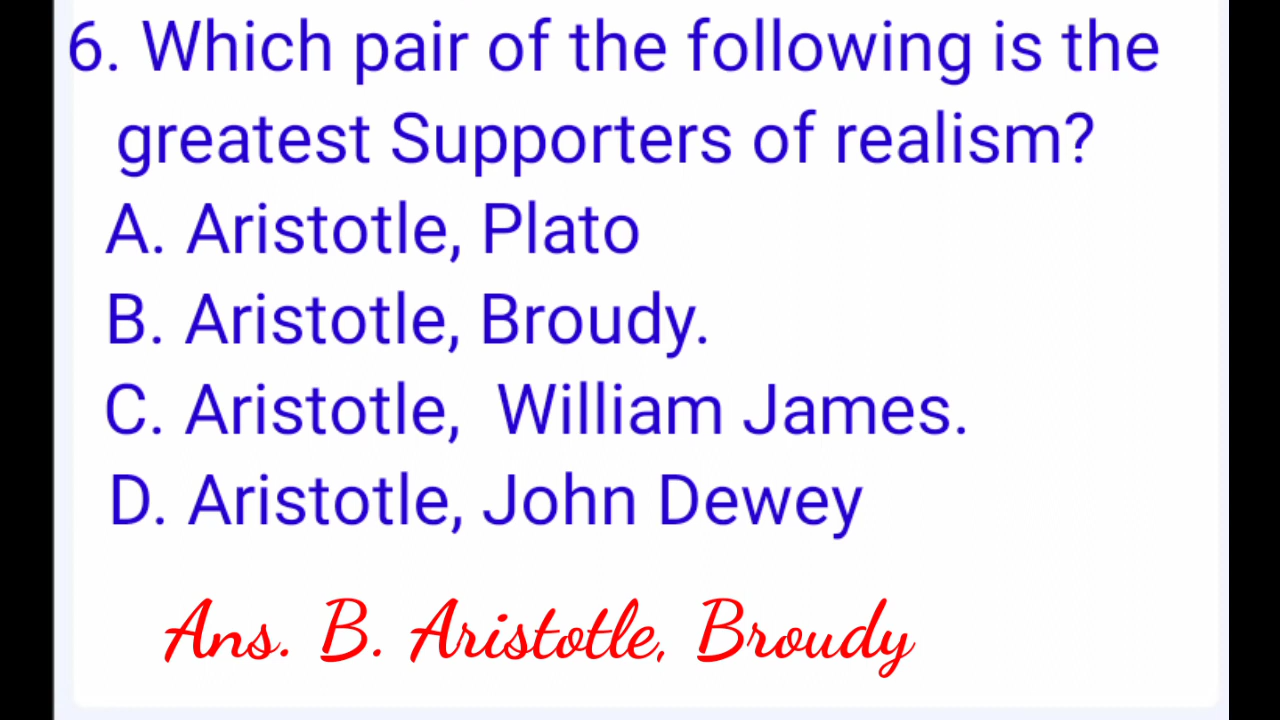 6. Which pair of the following is the
greatest Supporters of realism?
A. Aristotle, Plato
B. Aristotle, Broudy.
C. Aristotle,  William James.
D. Aristotle, John Dewey
Ans. B. Aristotle, Broudy